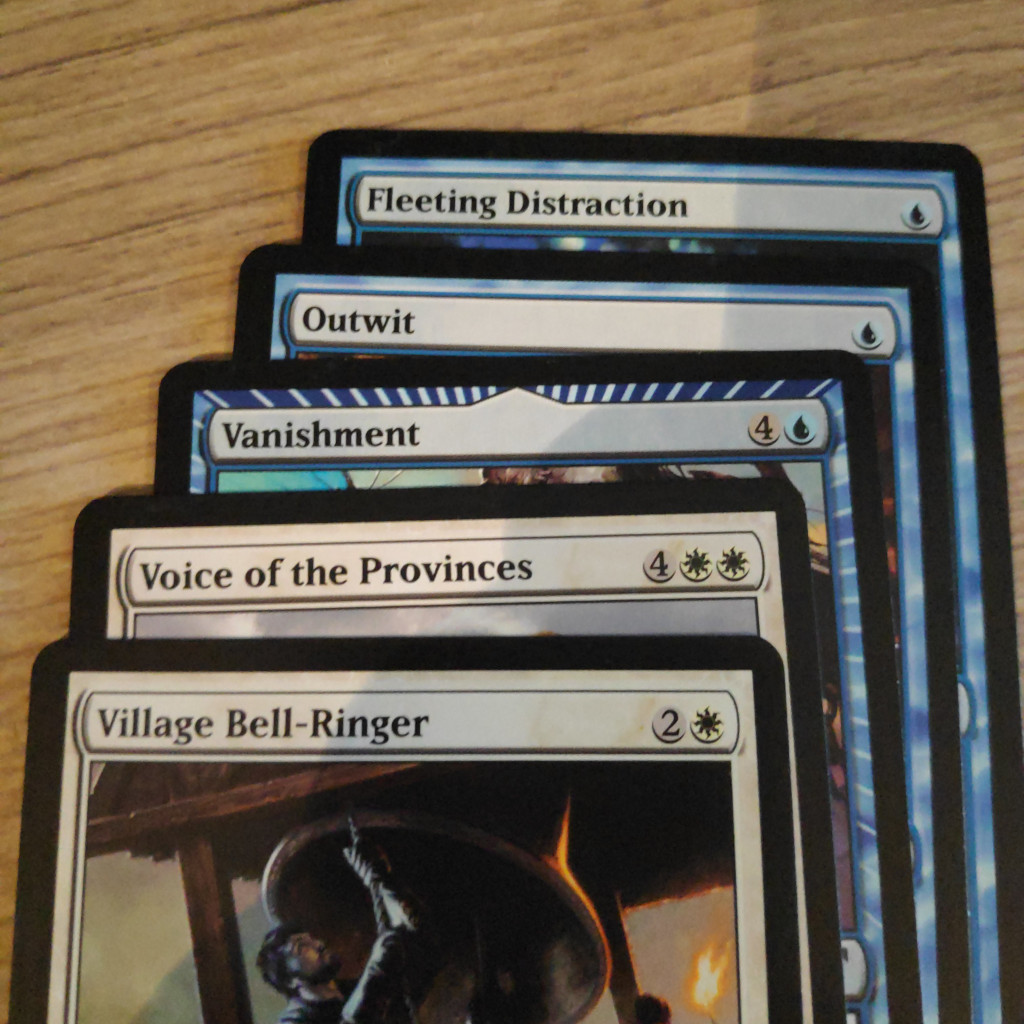 Fleeting Distraction
Outwit
Vanishment 4
Voice of the Provinces 4
Village Bell-Ringer 2